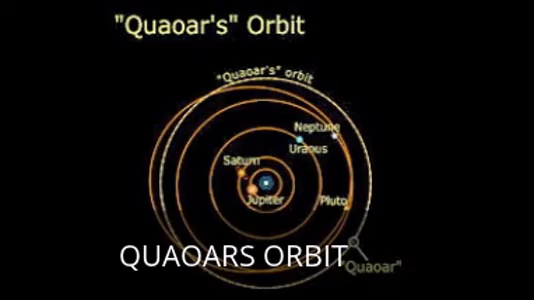 "Quaoar's" Orbit
"Quaoar's" orbit
Neptune
Uranus
Saturn
Jupiter
Pluto
QUAOARS ORBIT
"Quaoar"